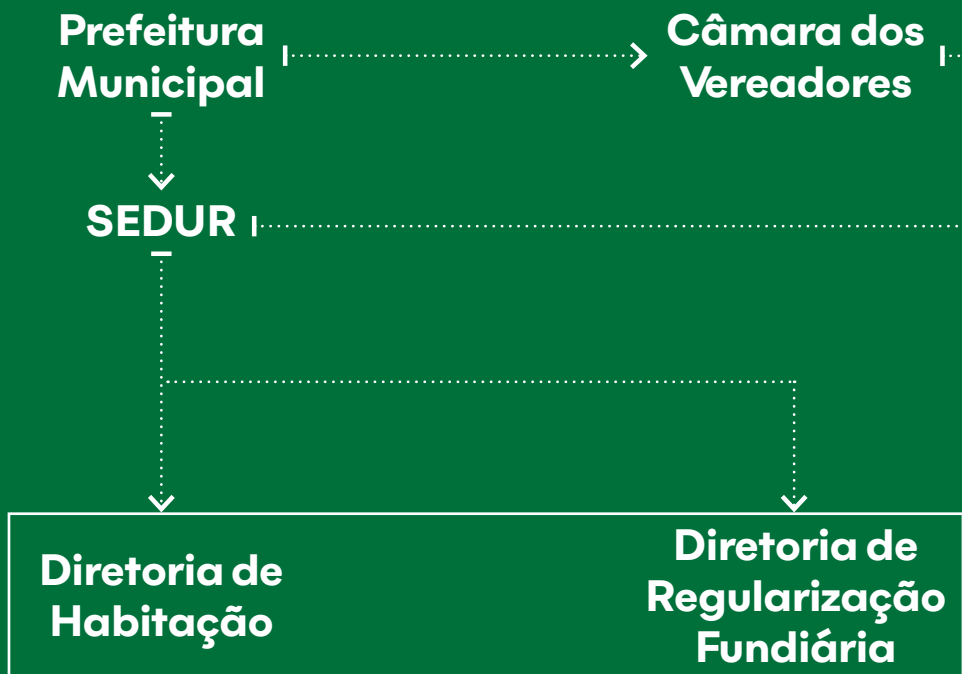 Prefeitura
Municipal
Câmara dos
Vereadores
SEDUR
Diretoria de
Habitação
Diretoria de
Regularização
Fundiária